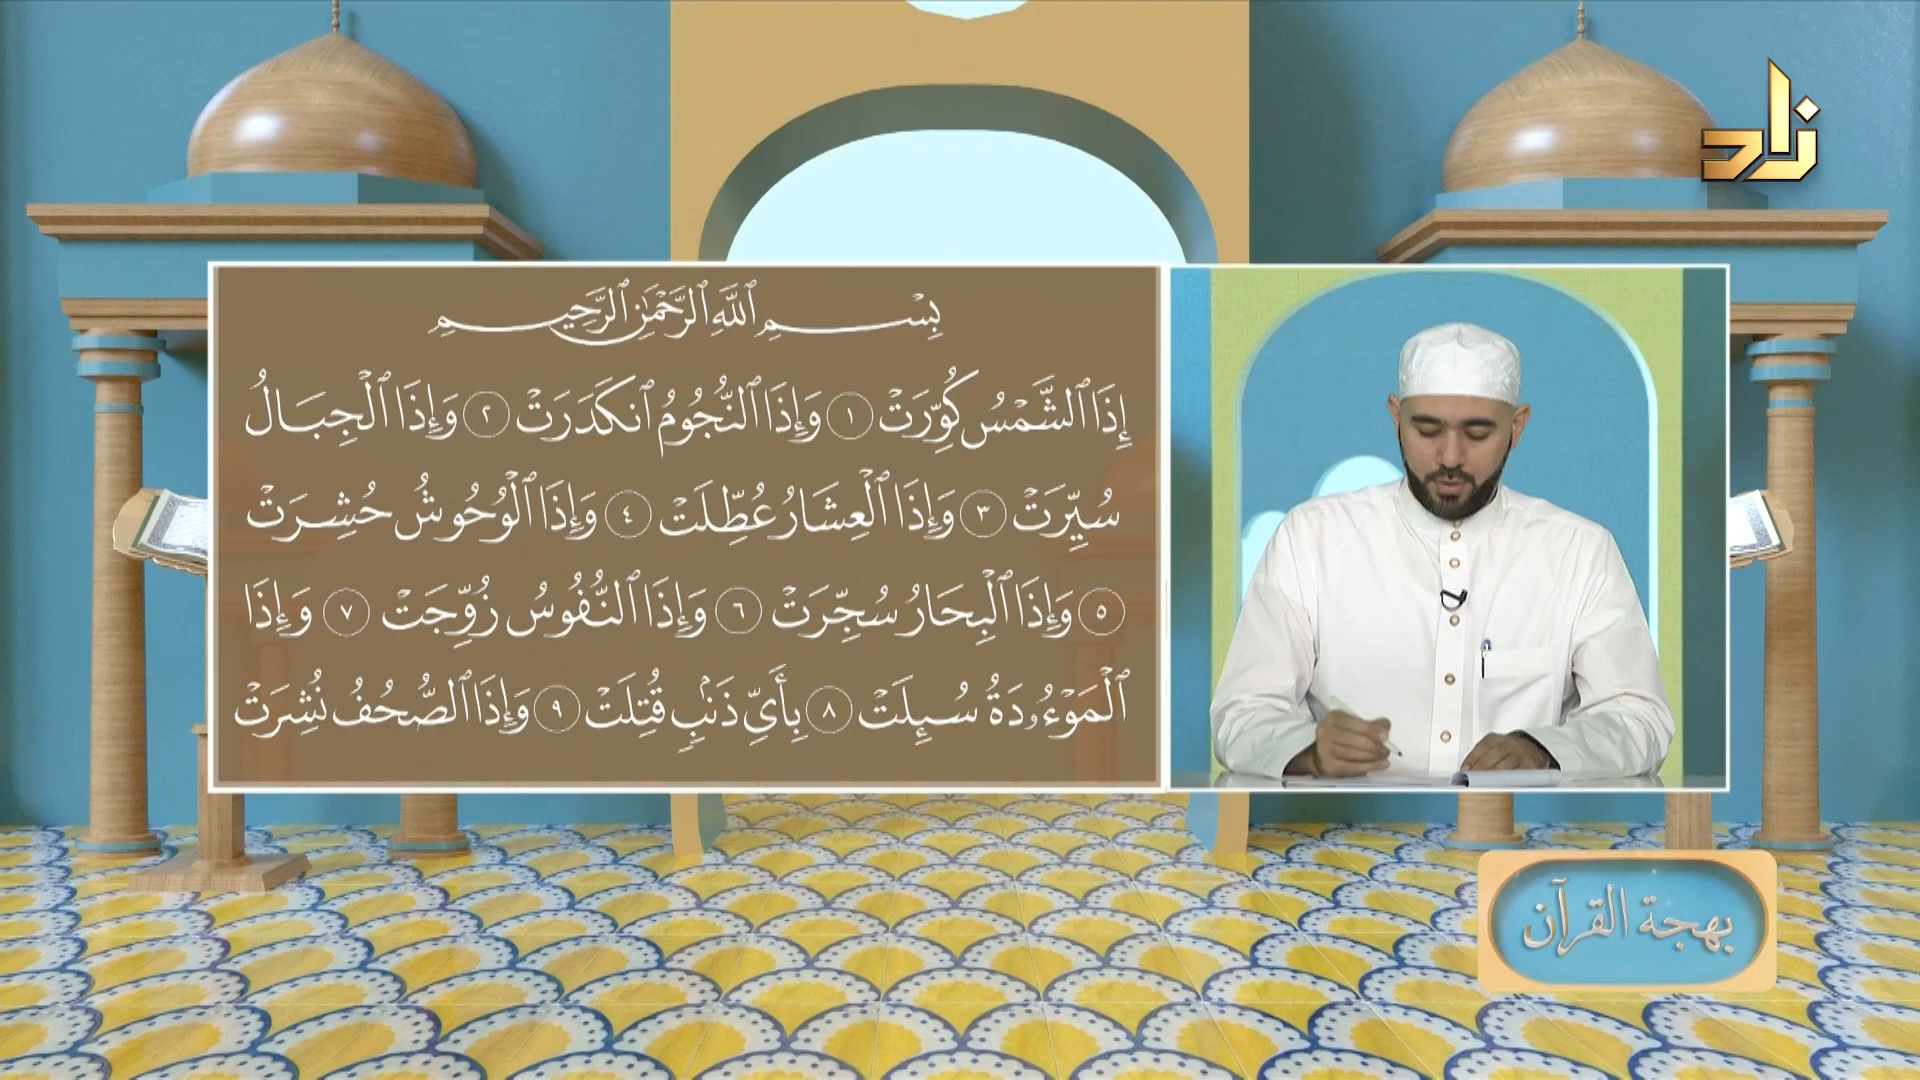 زاد
بِسْمِ ٱللَّهِ ٱلرَّحْمَٰنِ ٱلرَّحِيمِ
إِذَا ٱلشَّمْسُ كُوِّرَتْ ١ وَإِذَا ٱلنُّجُومُ ٱنكَدَرَتْ ٢ وَإِذَا ٱلْجِبَالُ
سُيِّرَتْ ٣ وَإِذَا ٱلْعِشَارُ عُطِّلَتْ ٤ وَإِذَا ٱلْوُحُوشُ حُشِرَتْ
٥ وَإِذَا ٱلْبِحَارُ سُجِّرَتْ ٦ وَإِذَا ٱلنُّفُوسُ زُوِّجَتْ ٧ وَإِذَا
ٱلْمَوْءُۥدَةُ سُئِلَتْ ٨ بِأَىِّ ذَنۢبٍ قُتِلَتْ ٩ وَإِذَا ٱلصُّحُفُ نُشِرَتْ
بهجة القرآن